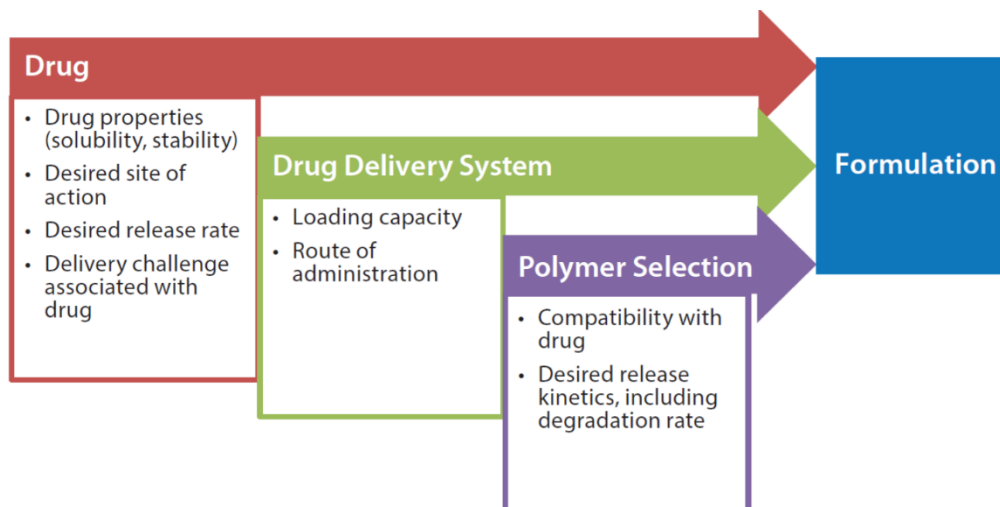 Drug
• Drug properties
(solubility, stability)
• Desired site of
action
• Desired release rate
• Delivery challenge
associated with
drug
Drug Delivery System
• Loading capacity
• Route of
administration
Polymer Selection
• Compatibility with
drug
• Desired release
kinetics, including
degradation rate
Formulation